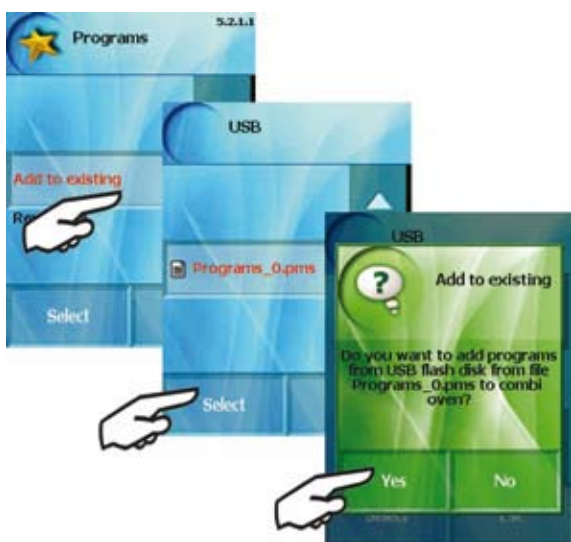 5.2.1.1
Programs
Add to existing
Select
USB
Programs_0.pms
Select
USB
Add to existing
Do you want to add programs
from USB flash disk from file
Programs_0.pms to combi
oven?
Yes
No